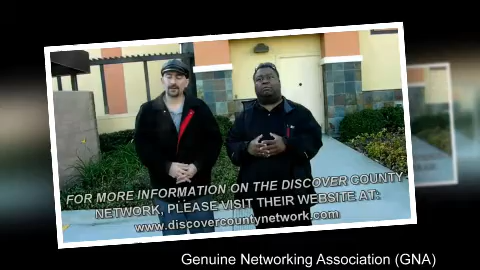 FOR MORE INFORMATION ON THE DISCOVER COUNTY
NETWORK, PLEASE VISIT THEIR WEBSITE AT:
www.discovercountynetwork.com
Genuine Networking Association (GNA)